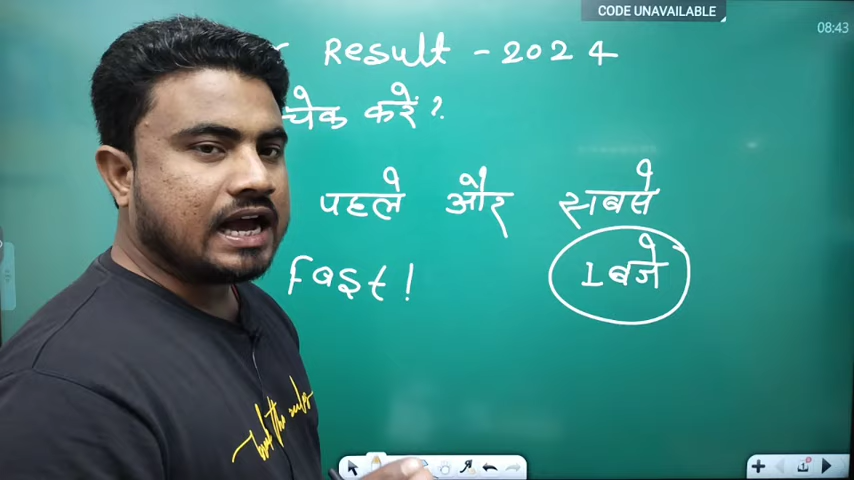 CODE UNAVAILABLE
08:43
Result - 2024
चेक करें?
पहले और सबसे
Fast!
1 बजे